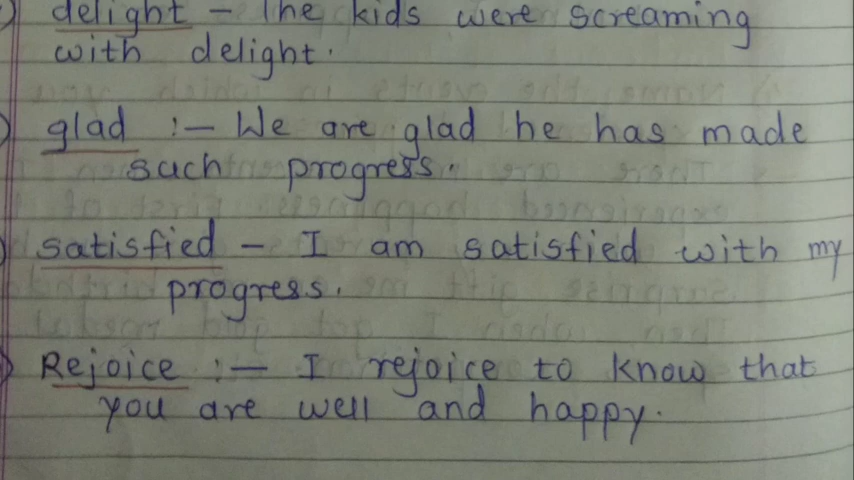 delight - The kids were screaming
with delight.
glad :- We are glad he has made
such progress.
satisfied - I am satisfied with my
progress.
Rejoice :- I rejoice to know that
you are well and happy.